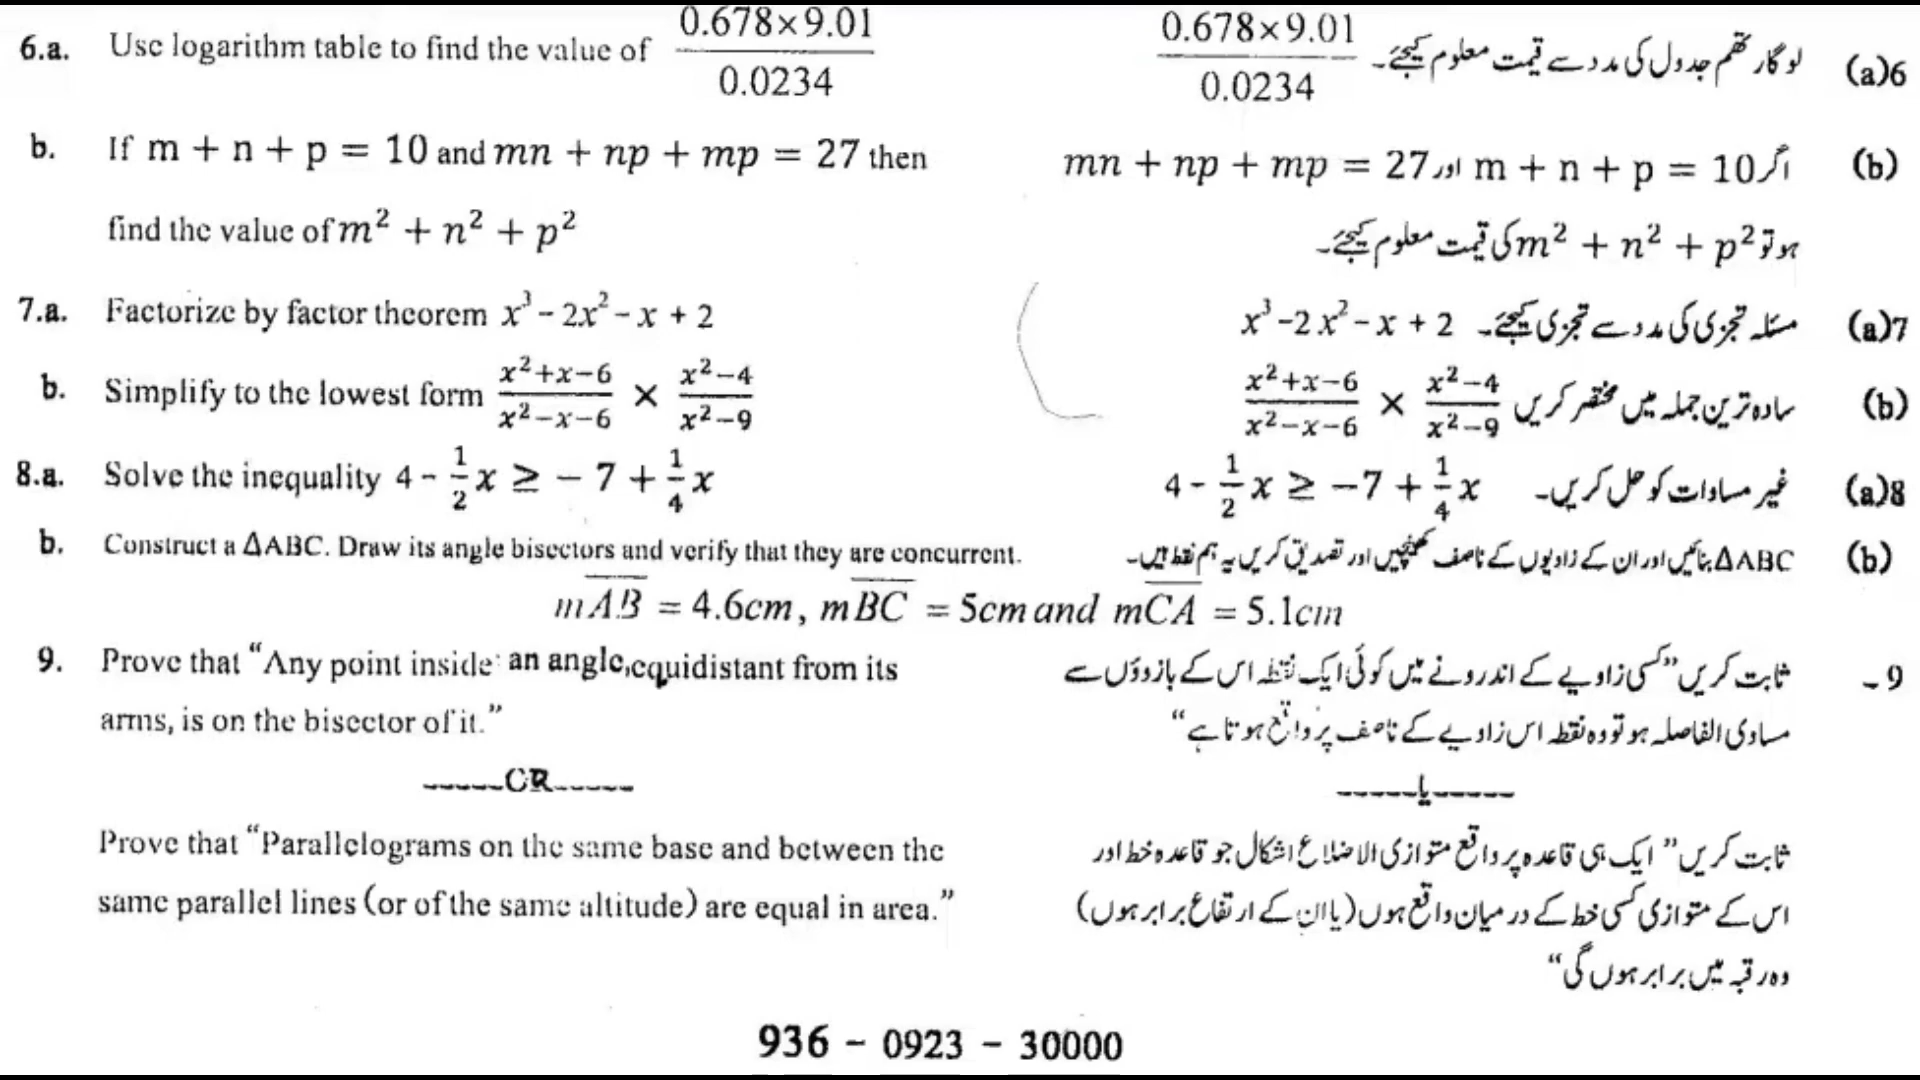 6.a. Use logarithm table to find the value of 0.678×9.01 / 0.0234
b. If m + n + p = 10 and mn + np + mp = 27 then
find the value of m² + n² + p²
7.a. Factorize by factor theorem x³ - 2x² - x + 2
b. Simplify to the lowest form x²+x−6 / x²−x−6 × x²−4 / x²−9
8.a. Solve the inequality 4 - 1/2 x ≥ − 7 + 1/4 x
b. Construct a ΔABC. Draw its angle bisectors and verify that they are concurrent.
mAB = 4.6cm, mBC = 5cm and mCA = 5.1cm
9. Prove that “Any point inside an angle, equidistant from its
arms, is on the bisector of it.”
------OR------
Prove that “Parallelograms on the same base and between the
same parallel lines (or of the same altitude) are equal in area.”
(a)6 لوگارتھم جدول کی مدد سے قیمت معلوم کیجئے۔ 0.678×9.01 / 0.0234
(b) اگر m + n + p = 10 اور mn + np + mp = 27
ہو تو m² + n² + p² کی قیمت معلوم کیجئے۔
(a)7 مسئلہ تجزی کی مدد سے تجزی کیجئے۔ x³ -2x² - x + 2
(b) سادہ ترین جملہ میں مختصر کریں x²+x−6 / x²−x−6 × x²−4 / x²−9
(a)8 غیر مساوات کو حل کریں۔ 4 - 1/2 x ≥ −7 + 1/4 x
(b) ΔABC بنائیں اور ان کے زاویوں کے ناصف کھینچیں اور تصدیق کریں یہ ہم نقطہ ہیں۔
9۔ ثابت کریں ”کسی زاویے کے اندرونے میں کوئی ایک نقطہ اس کے بازوؤں سے
مساوی الفاصلہ ہو تو وہ نقطہ اس زاویے کے ناصف پر واقع ہوتا ہے“
------یا------
ثابت کریں ”ایک ہی قاعدہ پر واقع متوازی الاضلاع اشکال جو قاعدہ خط اور
اس کے متوازی کسی خط کے درمیان واقع ہوں (یا ان کے ارتفاع برابر ہوں)
وہ رقبہ میں برابر ہوں گی“
936 - 0923 - 30000